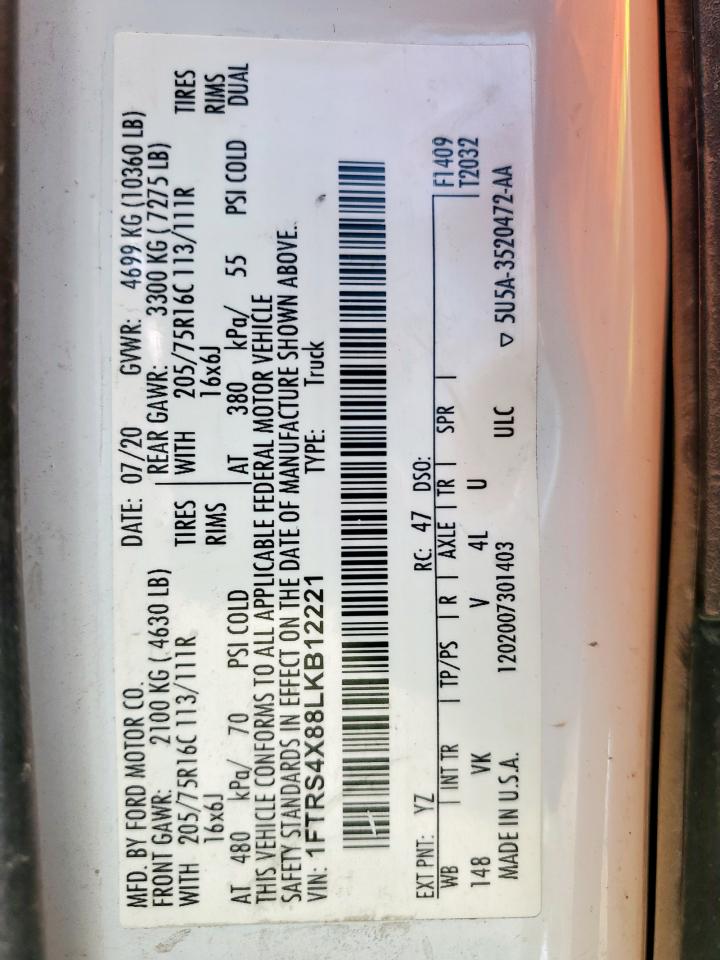 MFD. BY FORD MOTOR CO. DATE: 07/20 GVWR: 4699 KG (10360 LB)
FRONT GAWR: 2100 KG ( 4630 LB) REAR GAWR: 3300 KG ( 7275 LB)
WITH 205/75R16C 113/111R TIRES WITH 205/75R16C 113/111R TIRES
16x6J RIMS 16x6J RIMS
AT 480 kPa/ 70 PSI COLD AT 380 kPa/ 55 PSI COLD DUAL
THIS VEHICLE CONFORMS TO ALL APPLICABLE FEDERAL MOTOR VEHICLE
SAFETY STANDARDS IN EFFECT ON THE DATE OF MANUFACTURE SHOWN ABOVE.
VIN: 1FTRS4X88LKB12221 TYPE: Truck
EXT PNT: YZ RC: 47 DSO: F1409
WB INT TR TP/PS R AXLE TR SPR T2032
148 VK V 4L U
MADE IN U.S.A. 1202007301403 ULC ▽ 5U5A-3520472-AA